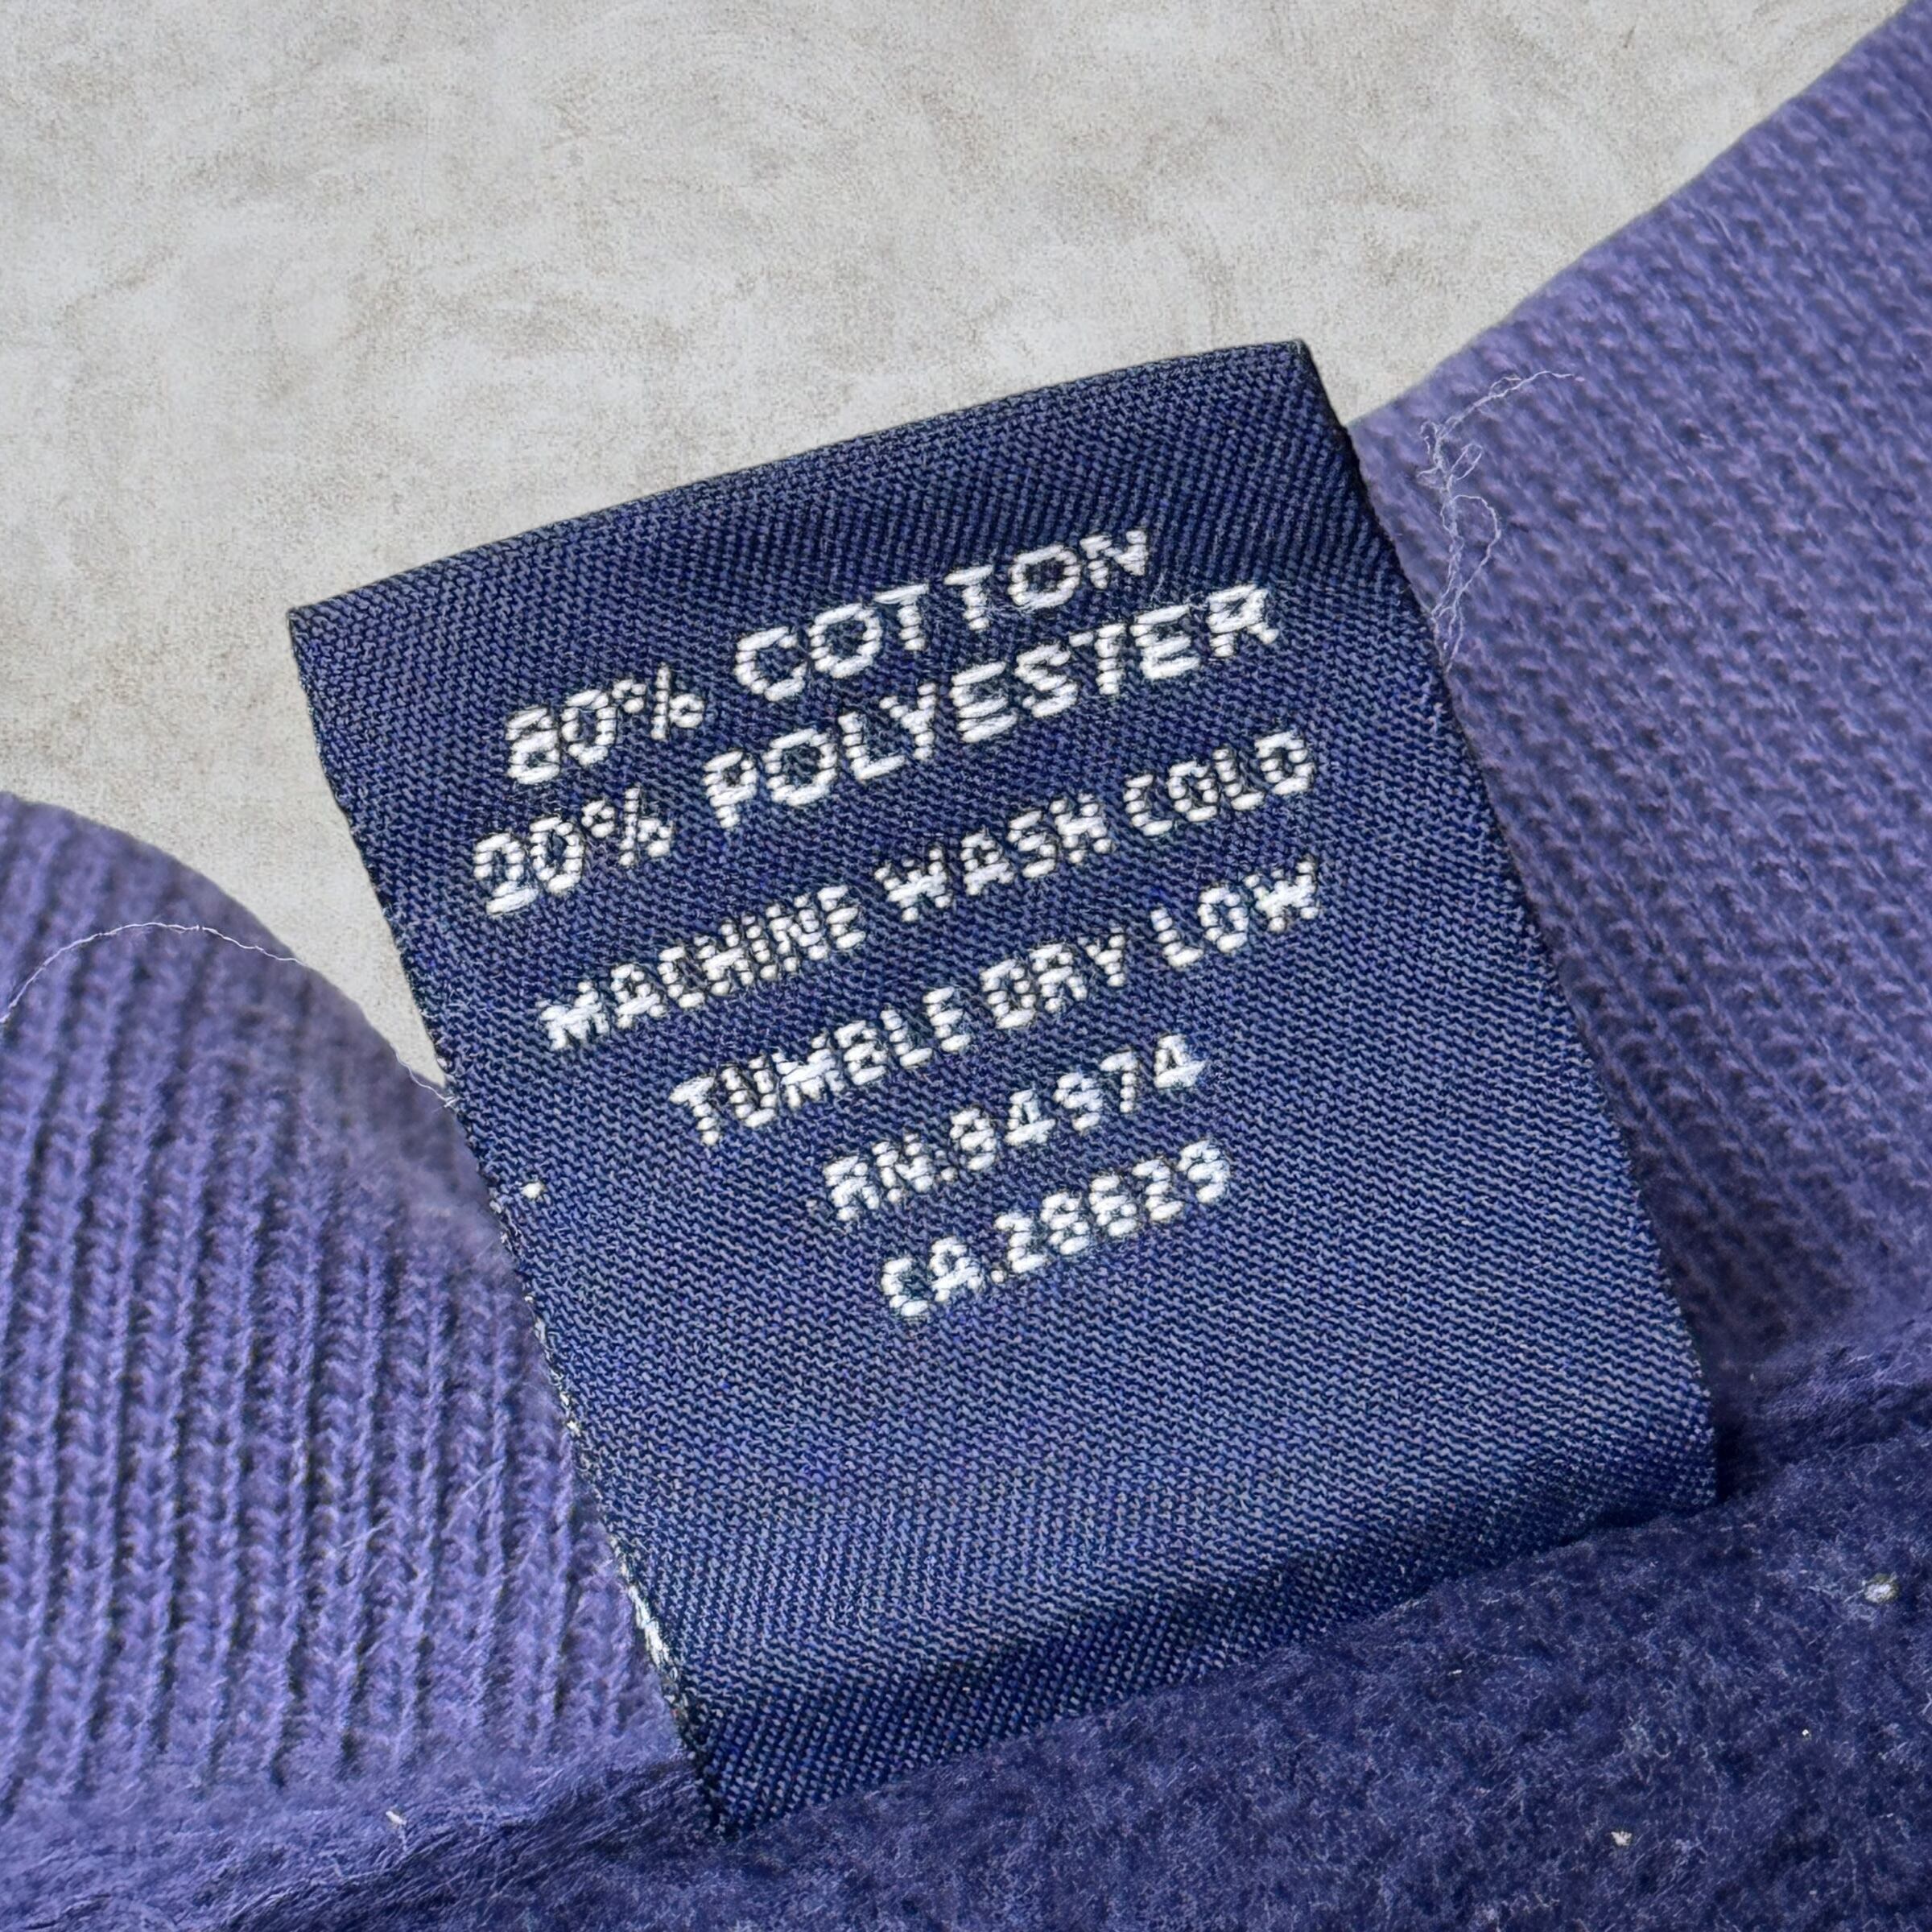 80% COTTON
20% POLYESTER
MACHINE WASH COLD
TUMBLE DRY LOW
RN:94974
CA.28629